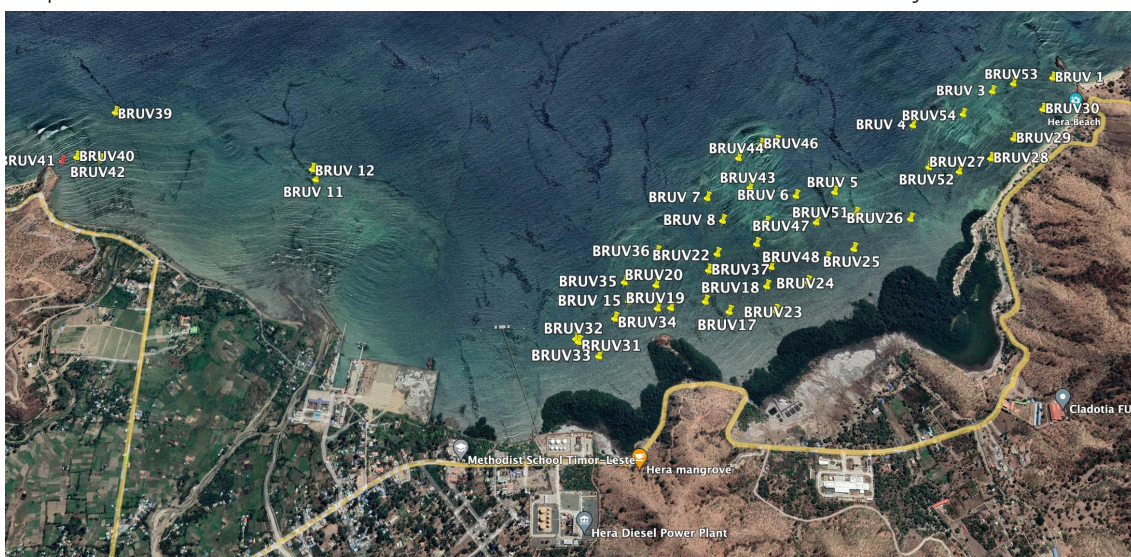 BRUV53
BRUV 1
BRUV 3
BRUV39
BRUV54
BRUV30
BRUV 4
Hera Beach
BRUV29
BRUV46
BRUV44
BRUV41
BRUV40
BRUV42
BRUV27
BRUV28
BRUV 12
BRUV52
BRUV43
BRUV 5
BRUV 11
BRUV 7
BRUV 6
BRUV51
BRUV 8
BRUV26
BRUV47
BRUV36
BRUV22
BRUV48
BRUV25
BRUV37
BRUV20
BRUV35
BRUV24
BRUV18
BRUV 15
BRUV19
BRUV23
BRUV34
BRUV17
BRUV32
BRUV31
BRUV33
Cladotia FU
Methodist School Timor-Leste
Hera mangrove
Hera Diesel Power Plant